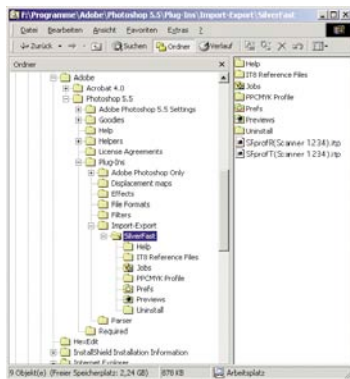 F:\Programme\Adobe\Photoshop 5.5\Plug-Ins\Import-Export\SilverFast
Datei Bearbeiten Ansicht Favoriten Extras ?
Zurück Suchen Ordner Verlauf
Ordner
Adobe
Acrobat 4.0
Photoshop 5.5
Adobe Photoshop 5.5 Settings
Goodies
Help
Helpers
License Agreements
Plug-Ins
Adobe Photoshop Only
Displacement maps
Effects
File Formats
Filters
Import-Export
SilverFast
Help
IT8 Reference Files
Jobs
PPCMYK Profile
Prefs
Previews
Uninstall
Parser
Required
HexEdit
InstallShield Installation Information
Internet Explorer
Help
IT8 Reference Files
Jobs
PPCMYK Profile
Prefs
Previews
Uninstall
SFprofR(Scanner 1234).itp
SFprofT(Scanner 1234).itp
9 Objekt(e) (Freier Speicherplatz: 2,24 GB) 878 KB Arbeitsplatz